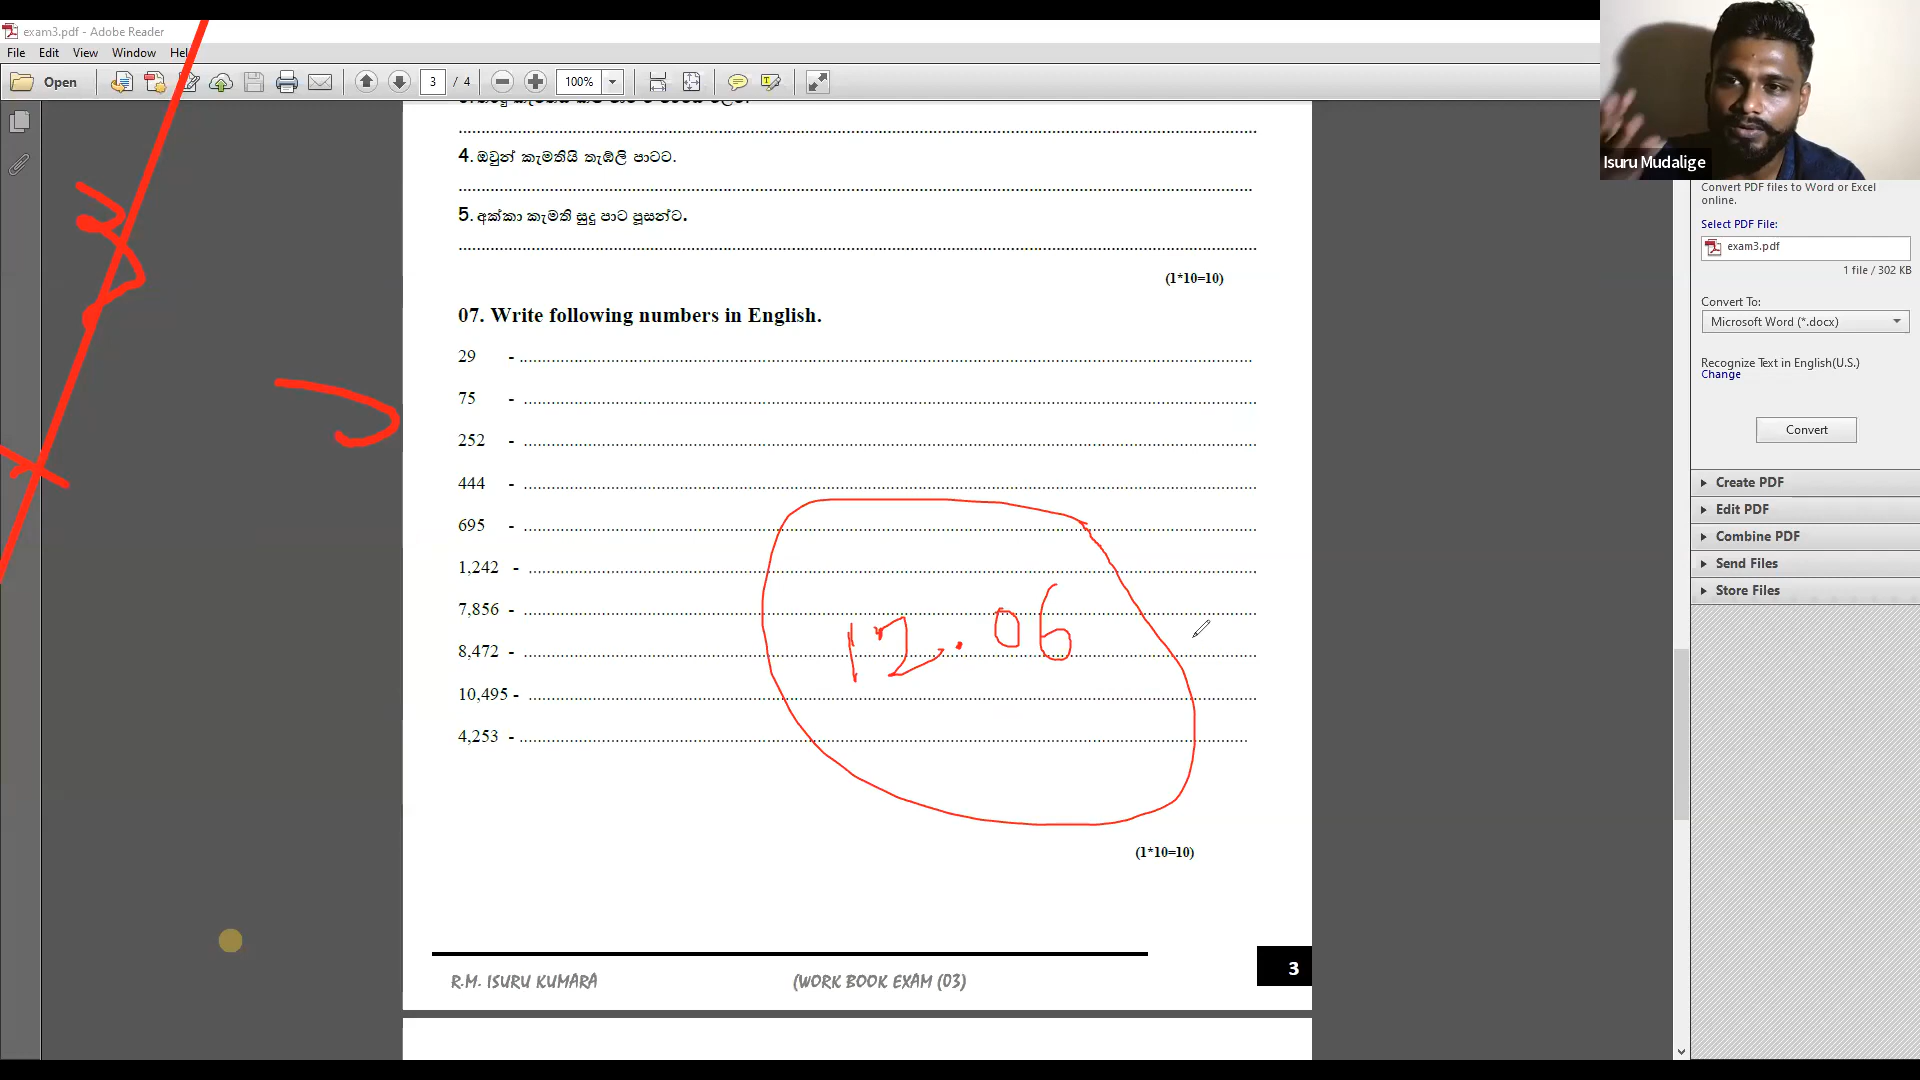 exam3.pdf - Adobe Reader
File Edit View Window Hel
Open 3 / 4 100%
4. ඔවුන් කැමතියි තැඹිලි පාටට.
5. අක්කා කැමති සුදු පාට පූසන්ට.
(1*10=10)
07. Write following numbers in English.
29 -
75 -
252 -
444 -
695 -
1,242 -
7,856 -
8,472 -
10,495 -
4,253 -
12.06
(1*10=10)
R.M. ISURU KUMARA (WORK BOOK EXAM (03) 3
Isuru Mudalige
Convert PDF files to Word or Excel
online.
Select PDF File:
exam3.pdf
1 file / 302 KB
Convert To:
Microsoft Word (*.docx)
Recognize Text in English(U.S.)
Change
Convert
Create PDF
Edit PDF
Combine PDF
Send Files
Store Files